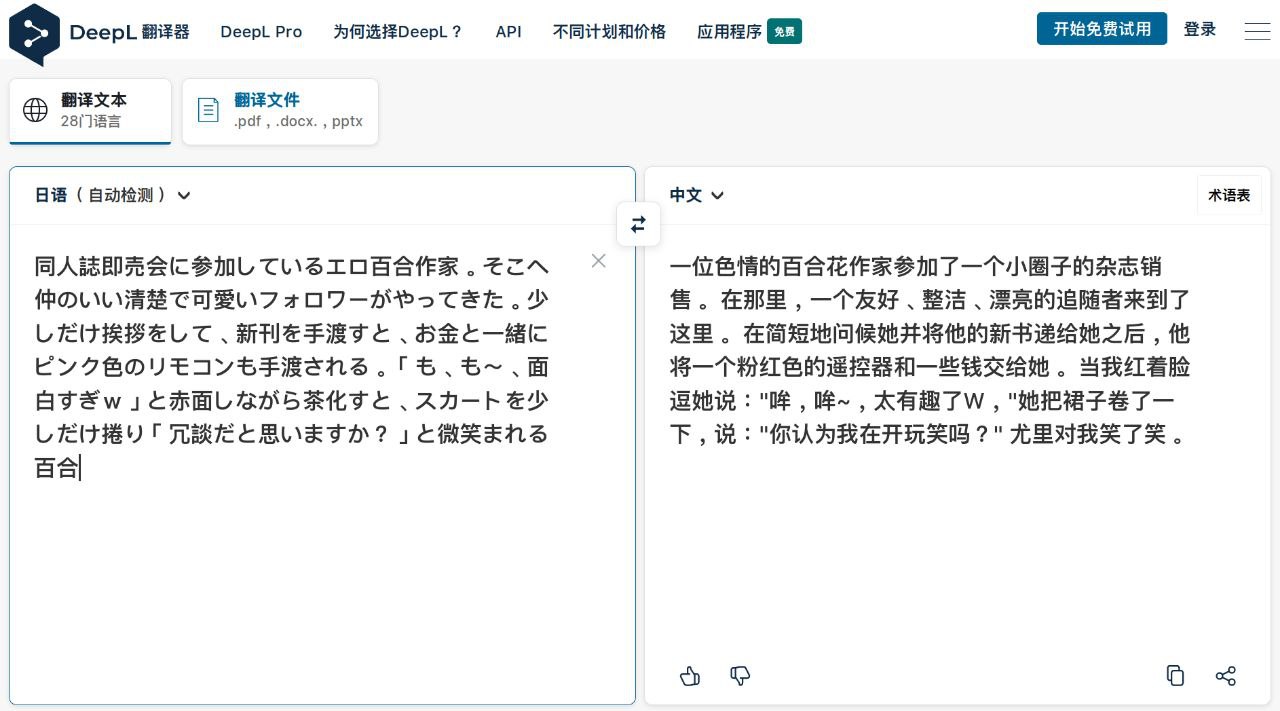 DeepL 翻译器
DeepL Pro
为何选择DeepL？
API
不同计划和价格
应用程序 免费
开始免费试用
登录
翻译文本
28门语言
翻译文件
.pdf，.docx.，pptx
日语（自动检测）
同人誌即売会に参加しているエロ百合作家。そこへ
仲のいい清楚で可愛いフォロワーがやってきた。少
しだけ挨拶をして、新刊を手渡すと、お金と一緒に
ピンク色のリモコンも手渡される。「も、も〜、面
白すぎｗ」と赤面しながら茶化すと、スカートを少
しだけ捲り「冗談だと思いますか？」と微笑まれる
百合
中文
术语表
一位色情的百合花作家参加了一个小圈子的杂志销
售。在那里，一个友好、整洁、漂亮的追随者来到了
这里。在简短地问候她并将他的新书递给她之后，他
将一个粉红色的遥控器和一些钱交给她。当我红着脸
逗她说："哞，哞~，太有趣了W，"她把裙子卷了一
下，说："你认为我在开玩笑吗？" 尤里对我笑了笑。